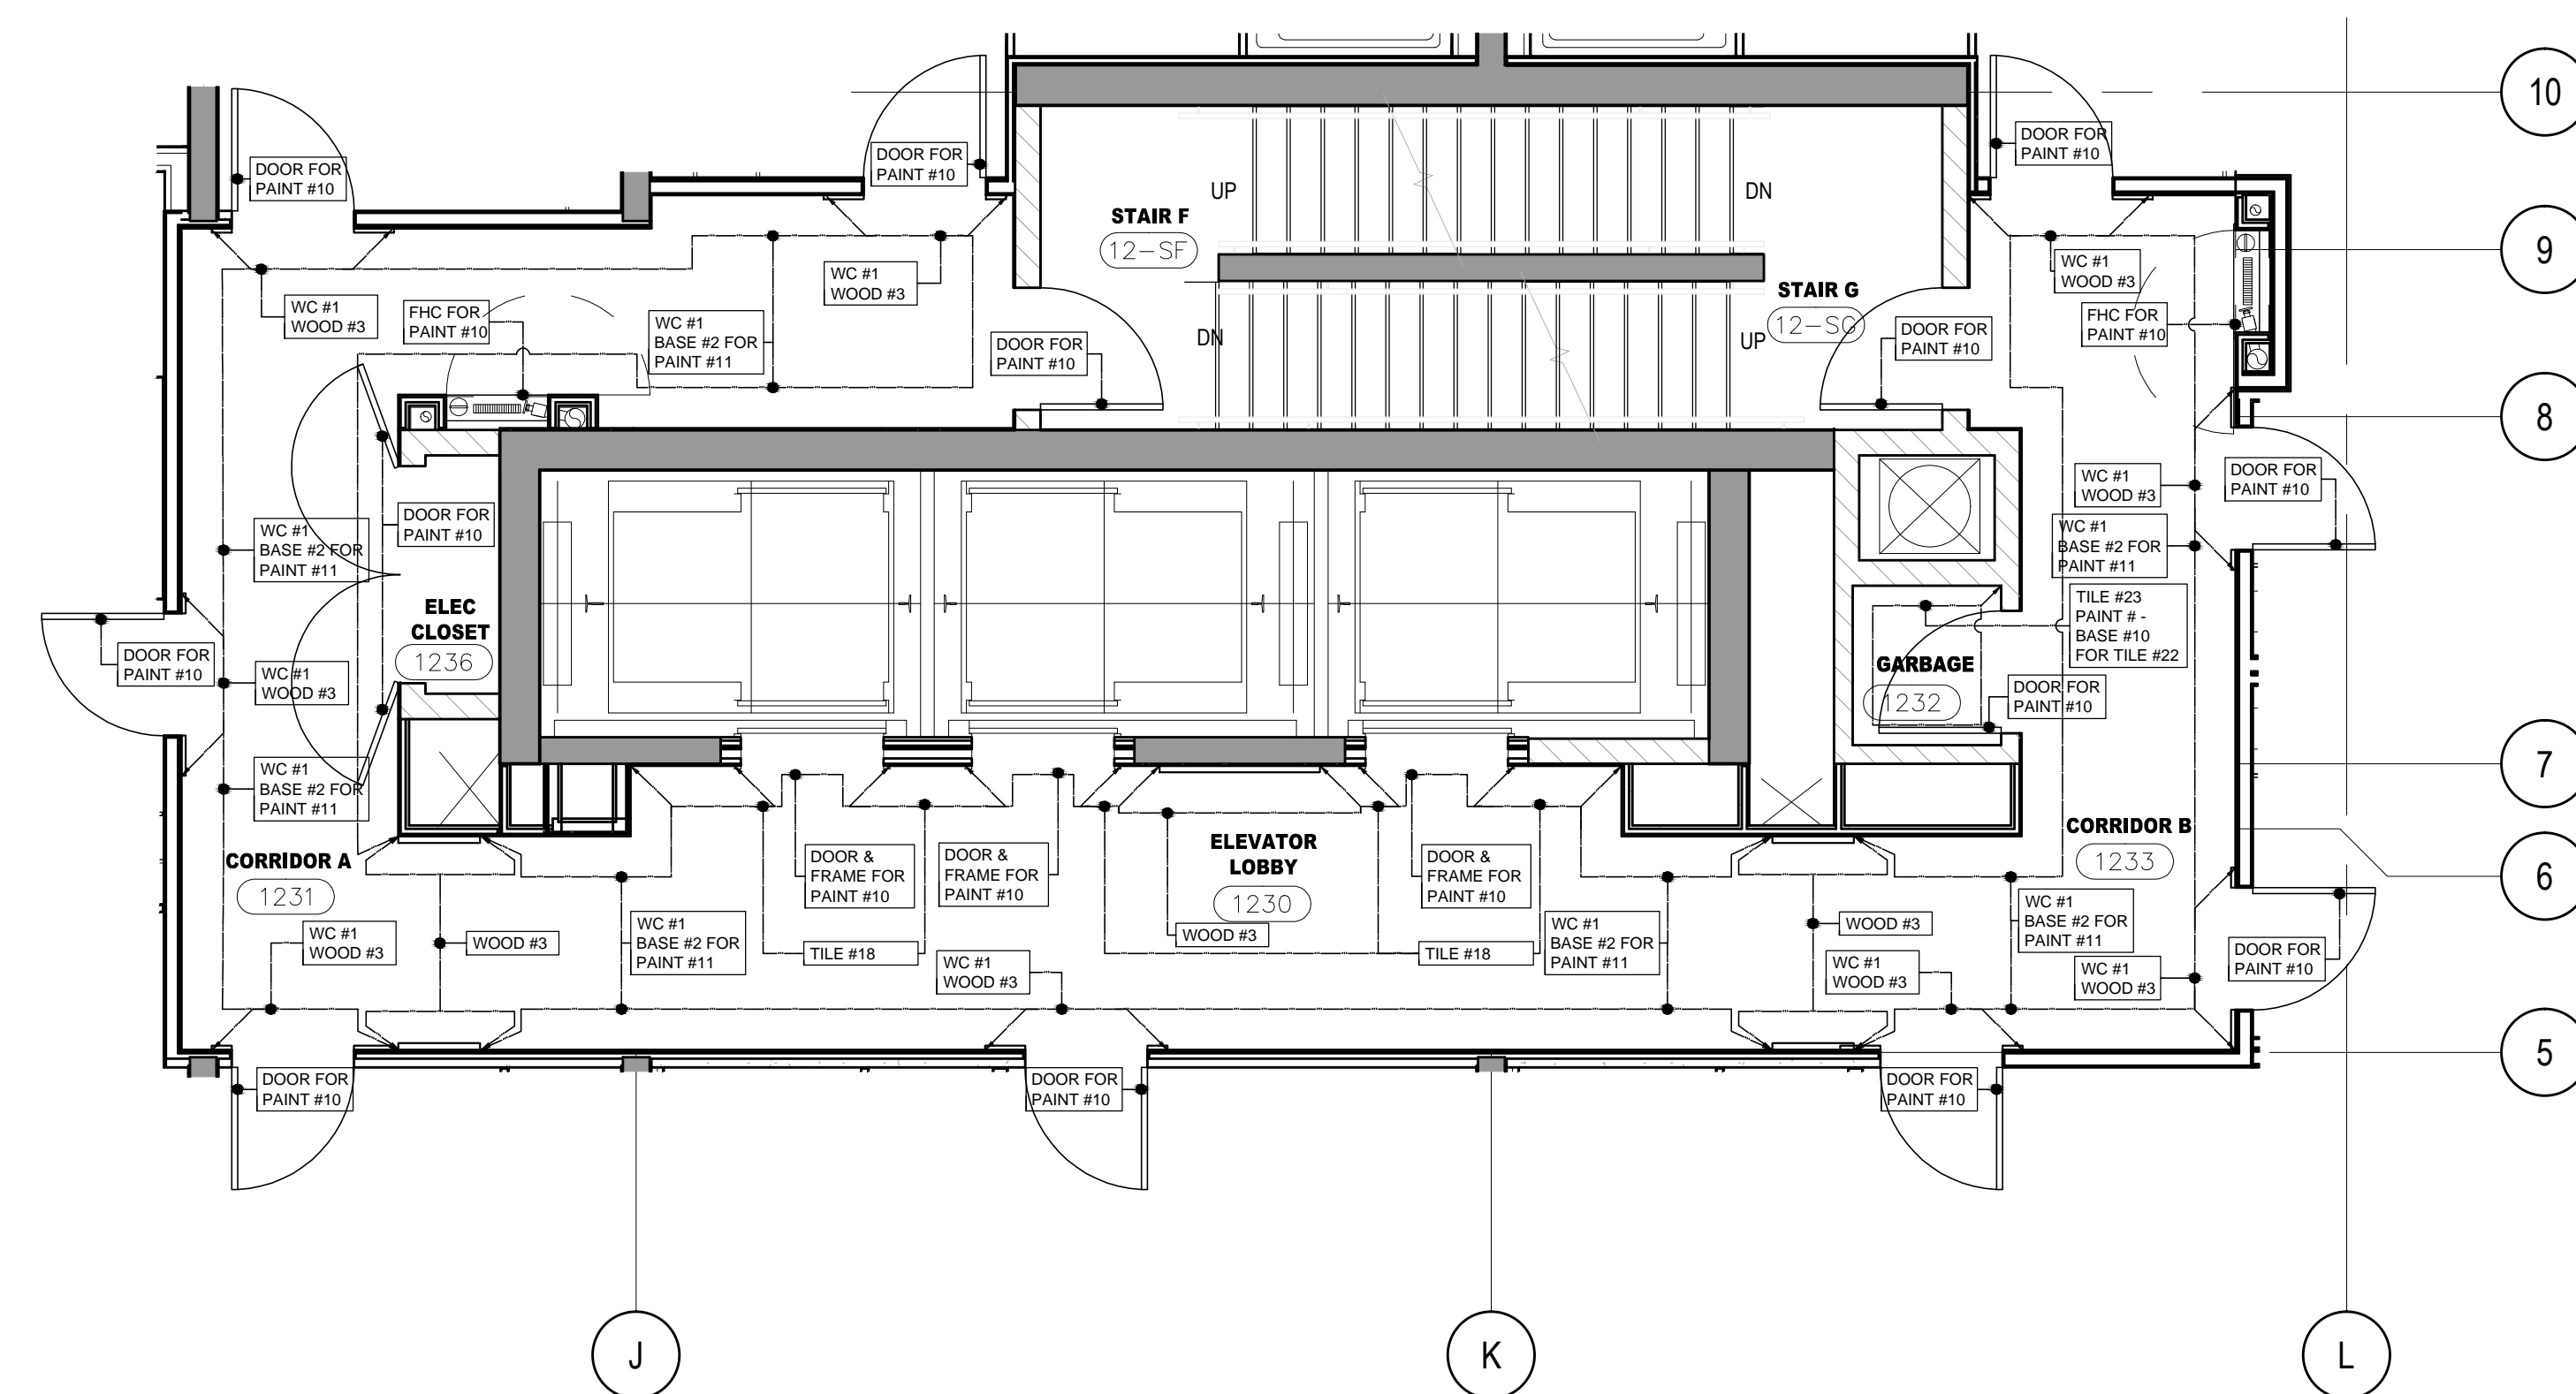 10
DOOR FOR
PAINT #10
DOOR FOR
PAINT #10
DOOR FOR
PAINT #10
UP
DN
STAIR F
12-SF
9
WC #1
WOOD #3
WC #1
WOOD #3
WC #1
WOOD #3
FHC FOR
PAINT #10
WC #1
BASE #2 FOR
PAINT #11
DOOR FOR
PAINT #10
DN
STAIR G
12-SG
UP
DOOR FOR
PAINT #10
FHC FOR
PAINT #10
8
DOOR FOR
PAINT #10
WC #1
WOOD #3
DOOR FOR
PAINT #10
WC #1
BASE #2 FOR
PAINT #11
WC #1
BASE #2 FOR
PAINT #11
ELEC
CLOSET
1236
TILE #23
PAINT # -
BASE #10
FOR TILE #22
DOOR FOR
PAINT #10
WC #1
WOOD #3
GARBAGE
1232
DOOR FOR
PAINT #10
7
WC #1
BASE #2 FOR
PAINT #11
CORRIDOR A
1231
DOOR &
FRAME FOR
PAINT #10
DOOR &
FRAME FOR
PAINT #10
ELEVATOR
LOBBY
1230
DOOR &
FRAME FOR
PAINT #10
CORRIDOR B
1233
6
WC #1
WOOD #3
WOOD #3
WC #1
BASE #2 FOR
PAINT #11
TILE #18
WC #1
WOOD #3
WOOD #3
TILE #18
WC #1
BASE #2 FOR
PAINT #11
WOOD #3
WC #1
WOOD #3
WC #1
BASE #2 FOR
PAINT #11
WC #1
WOOD #3
DOOR FOR
PAINT #10
5
DOOR FOR
PAINT #10
DOOR FOR
PAINT #10
DOOR FOR
PAINT #10
J
K
L